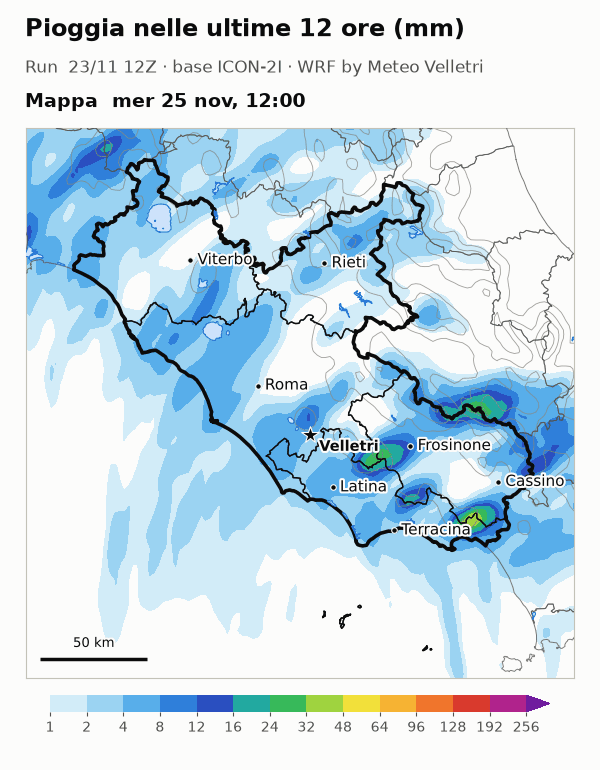 Pioggia nelle ultime 12 ore (mm)
Run  23/11 12Z · base ICON-2I · WRF by Meteo Velletri
Mappa  mer 25 nov, 12:00
Viterbo
Rieti
Roma
Velletri
Frosinone
Latina
Cassino
Terracina
50 km
1 2 4 8 12 16 24 32 48 64 96 128 192 256